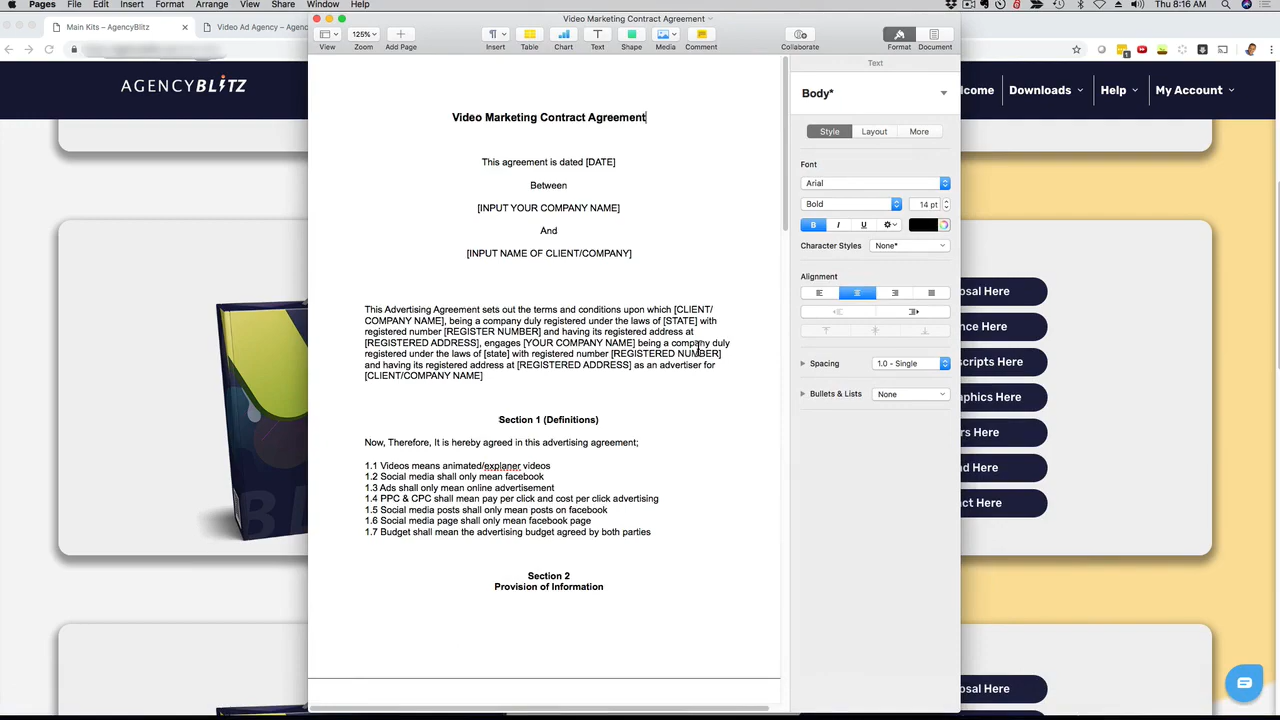 Pages File Edit Insert Format Arrange View Share Window Help Thu 8:16 AM
Main Kits – AgencyBlitz
Video Ad Agency – Agend
Video Marketing Contract Agreement
125%
View Zoom Add Page Insert Table Chart Text Shape Media Comment Collaborate Format Document
AGENCYBLITZ
lcome Downloads Help My Account
Text
Body*
Style Layout More
Font
Arial
Bold 14 pt
B I U
Character Styles None*
Alignment
Spacing 1.0 - Single
Bullets & Lists None
Video Marketing Contract Agreement
This agreement is dated [DATE]
Between
[INPUT YOUR COMPANY NAME]
And
[INPUT NAME OF CLIENT/COMPANY]
This Advertising Agreement sets out the terms and conditions upon which [CLIENT/
COMPANY NAME], being a company duly registered under the laws of [STATE] with
registered number [REGISTER NUMBER] and having its registered address at
[REGISTERED ADDRESS], engages [YOUR COMPANY NAME] being a company duly
registered under the laws of [state] with registered number [REGISTERED NUMBER]
and having its registered address at [REGISTERED ADDRESS] as an advertiser for
[CLIENT/COMPANY NAME]
Section 1 (Definitions)
Now, Therefore, It is hereby agreed in this advertising agreement;
1.1 Videos means animated/explaner videos
1.2 Social media shall only mean facebook
1.3 Ads shall only mean online advertisement
1.4 PPC & CPC shall mean pay per click and cost per click advertising
1.5 Social media posts shall only mean posts on facebook
1.6 Social media page shall only mean facebook page
1.7 Budget shall mean the advertising budget agreed by both parties
Section 2
Provision of Information
osal Here
nce Here
scripts Here
aphics Here
rs Here
nd Here
act Here
osal Here
BLIT